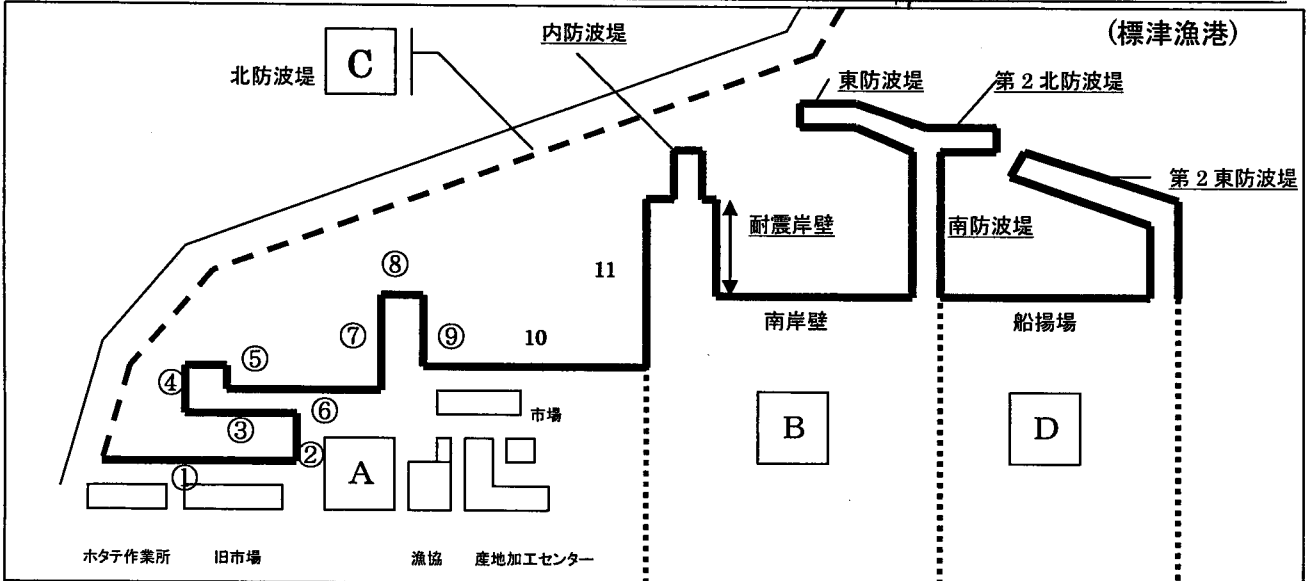 (標津漁港)
内防波堤
北防波堤
C
東防波堤
第2北防波堤
第2東防波堤
耐震岸壁
南防波堤
⑧
11
⑦
⑨
10
南岸壁
船揚場
⑤
④
⑥
市場
③
②
①
A
B
D
ホタテ作業所
旧市場
漁協
産地加工センター